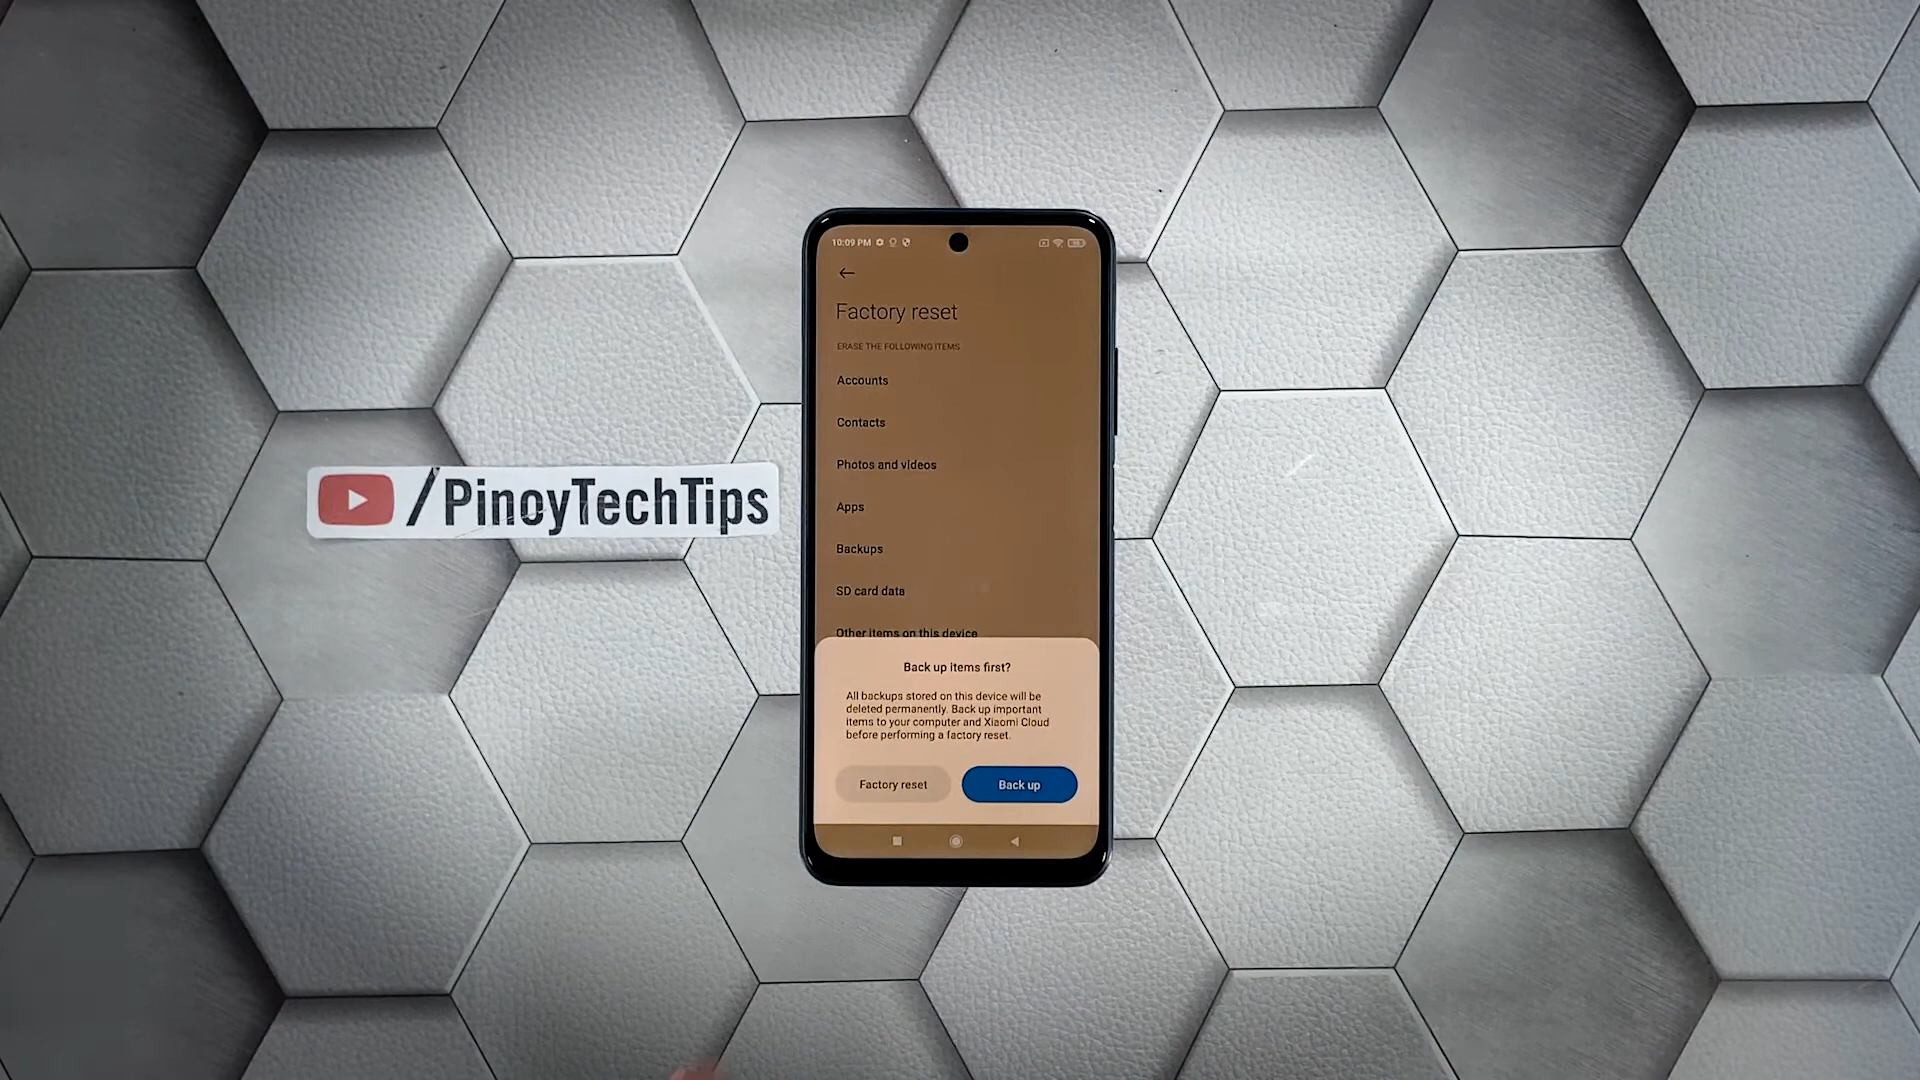 /PinoyTechTips
10:09 PM
Factory reset
ERASE THE FOLLOWING ITEMS
Accounts
Contacts
Photos and videos
Apps
Backups
SD card data
Other items on this device
Back up items first?
All backups stored on this device will be
deleted permanently. Back up important
items to your computer and Xiaomi Cloud
before performing a factory reset.
Factory reset
Back up